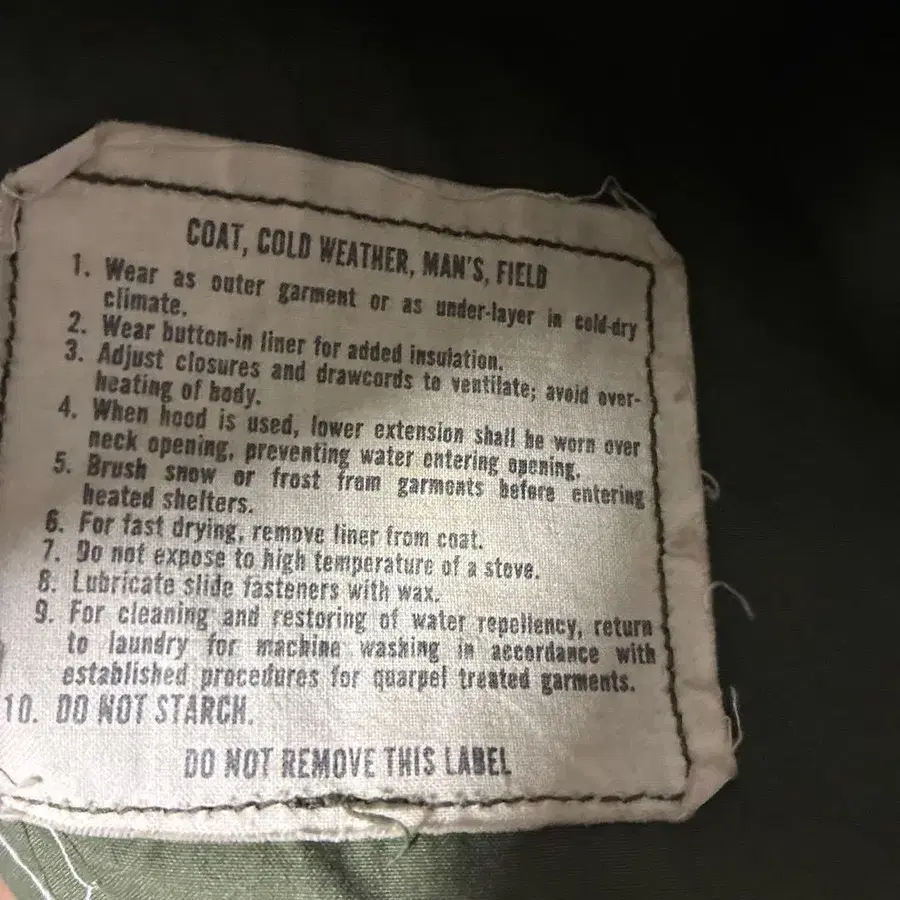 COAT, COLD WEATHER, MAN'S, FIELD
1. Wear as outer garment or as under-layer in cold-dry
climate.
2. Wear button-in liner for added insulation.
3. Adjust closures and drawcords to ventilate; avoid over-
heating of body.
4. When hood is used, lower extension shall be worn over
neck opening, preventing water entering opening.
5. Brush snow or frost from garments before entering
heated shelters.
6. For fast drying, remove liner from coat.
7. Do not expose to high temperature of a stove.
8. Lubricate slide fasteners with wax.
9. For cleaning and restoring of water repellency, return
to laundry for machine washing in accordance with
established procedures for quarpel treated garments.
10. DO NOT STARCH.
DO NOT REMOVE THIS LABEL